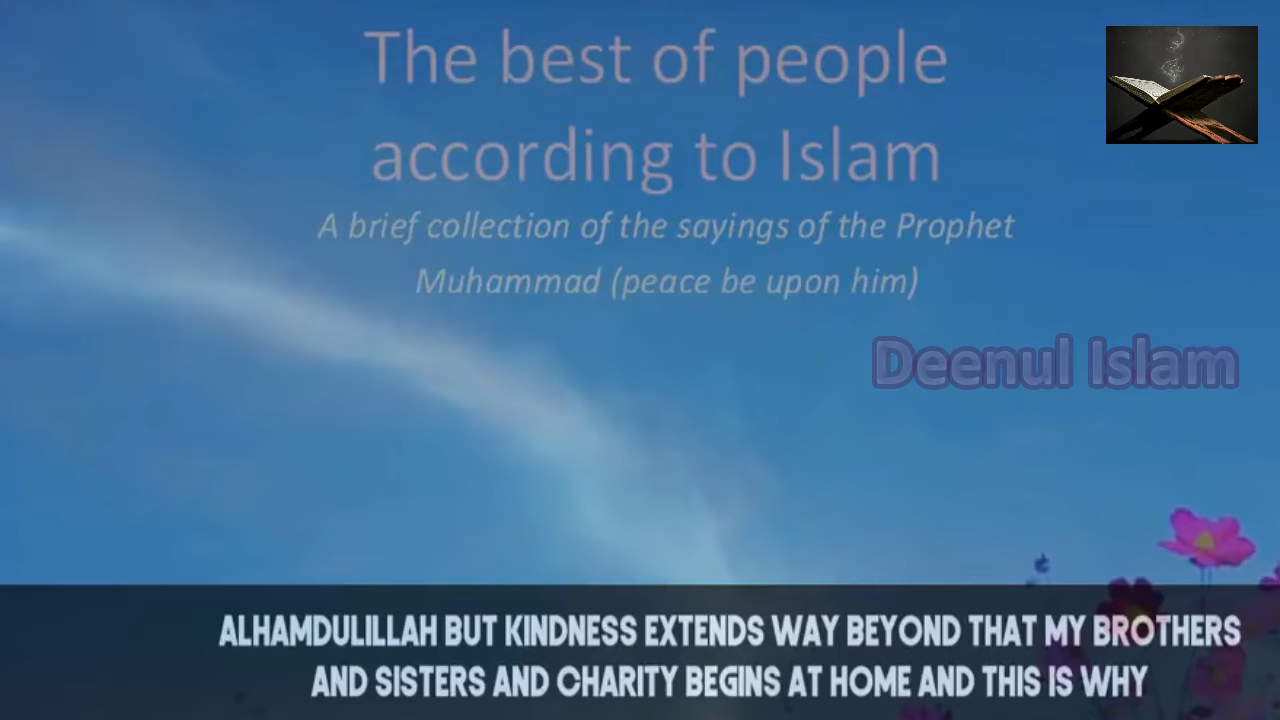 The best of people
according to Islam
A brief collection of the sayings of the Prophet
Muhammad (peace be upon him)
Deenul Islam
ALHAMDULILLAH BUT KINDNESS EXTENDS WAY BEYOND THAT MY BROTHERS
AND SISTERS AND CHARITY BEGINS AT HOME AND THIS IS WHY